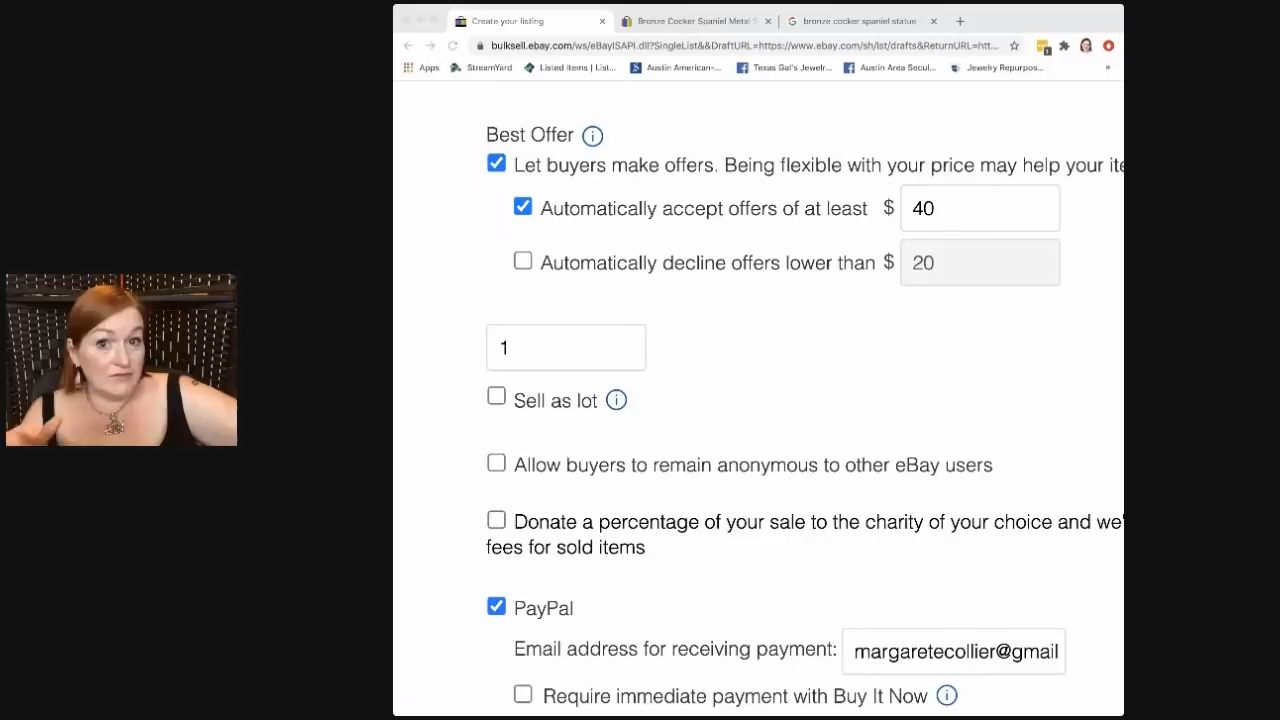 Create your listing
Bronze Cocker Spaniel Metal S
bronze cocker spaniel statue
bulksell.ebay.com/ws/eBayISAPI.dll?SingleList&&DraftURL=https://www.ebay.com/sh/lst/drafts&ReturnURL=htt...
Apps
StreamYard
Listed Items | List...
Austin American-...
Texas Gal's Jewelr...
Austin Area Secul...
Jewelry Repurpos...
»
Best Offer
Let buyers make offers. Being flexible with your price may help your ite
Automatically accept offers of at least $ 40
Automatically decline offers lower than $ 20
1
Sell as lot
Allow buyers to remain anonymous to other eBay users
Donate a percentage of your sale to the charity of your choice and we'
fees for sold items
PayPal
Email address for receiving payment: margaretecollier@gmail
Require immediate payment with Buy It Now